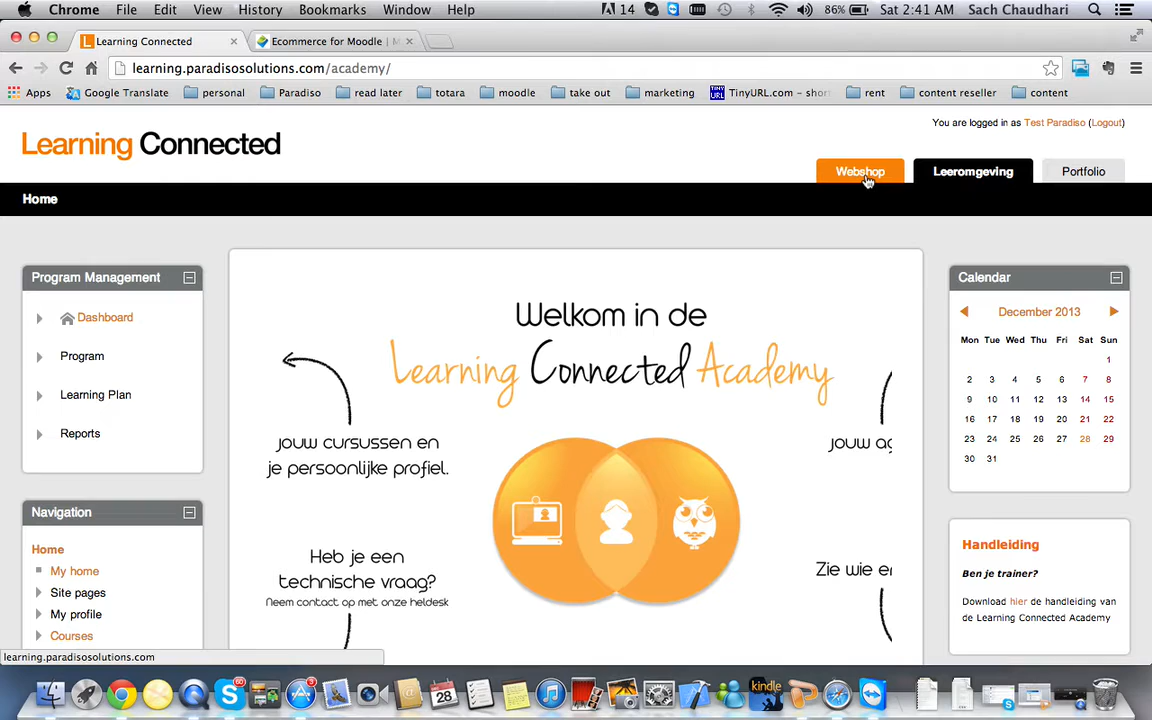 Chrome File Edit View History Bookmarks Window Help 14 86% Sat 2:41 AM Sach Chaudhari
Learning Connected Ecommerce for Moodle | M
learning.paradisosolutions.com/academy/
Apps Google Translate personal Paradiso read later totara moodle take out marketing TinyURL.com - shor rent content reseller content
You are logged in as Test Paradiso (Logout)
Learning Connected
Webshop Leeromgeving Portfolio
Home
Program Management
Dashboard
Program
Learning Plan
Reports
Navigation
Home
My home
Site pages
My profile
Courses
Welkom in de
Learning Connected Academy
jouw cursussen en
je persoonlijke profiel.
jouw ag
Heb je een
technische vraag?
Neem contact op met onze heldesk
Zie wie er
Calendar
December 2013
Mon Tue Wed Thu Fri Sat Sun
1
2 3 4 5 6 7 8
9 10 11 12 13 14 15
16 17 18 19 20 21 22
23 24 25 26 27 28 29
30 31
Handleiding
Ben je trainer?
Download hier de handleiding van
de Learning Connected Academy
learning.paradisosolutions.com
28
kindle